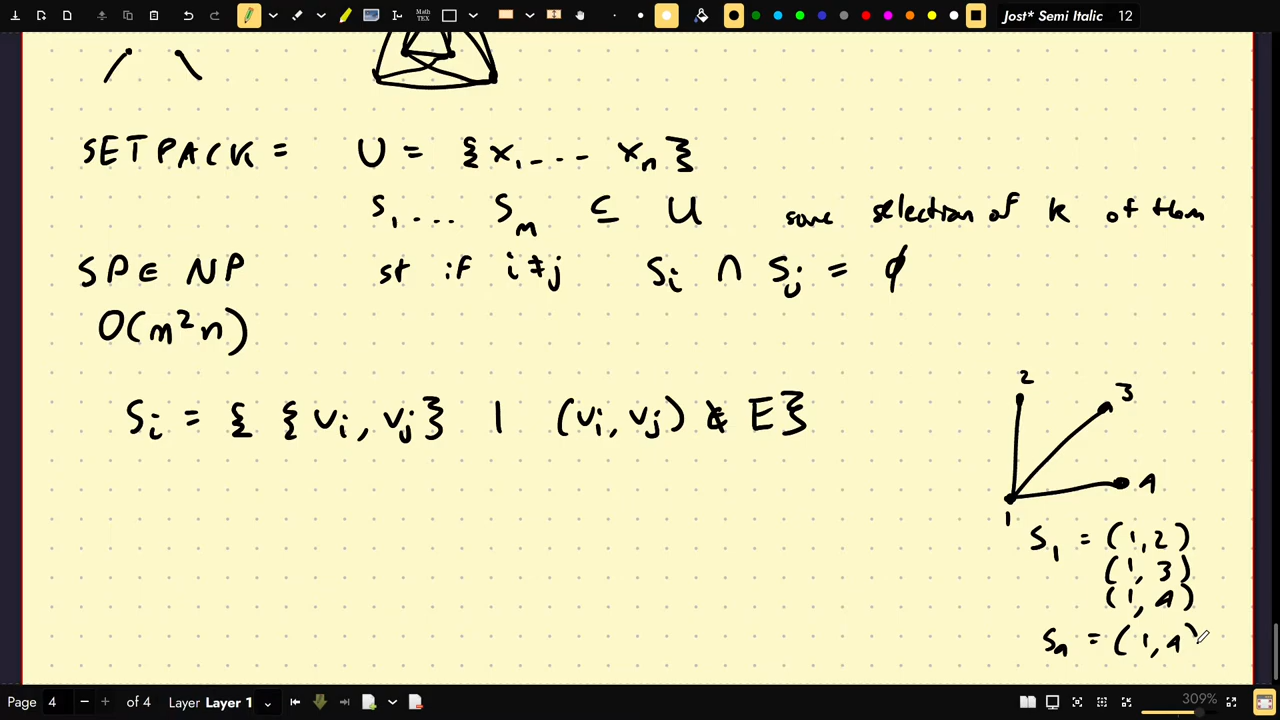 Math
TEX
Jost* Semi Italic 12
SETPACK = U = { x1 .... xn }
S1 .... Sm ⊆ U some selection of k of them
SP ∈ NP st if i ≠ j Si ∩ Sj = ∅
O(m²n)
Si = { {vi, vj} | (vi, vj) ∉ E}
2
3
4
1
S1 = (1,2)
(1,3)
(1,4)
S4 = (1,4)
Page 4 of 4 Layer Layer 1 309%